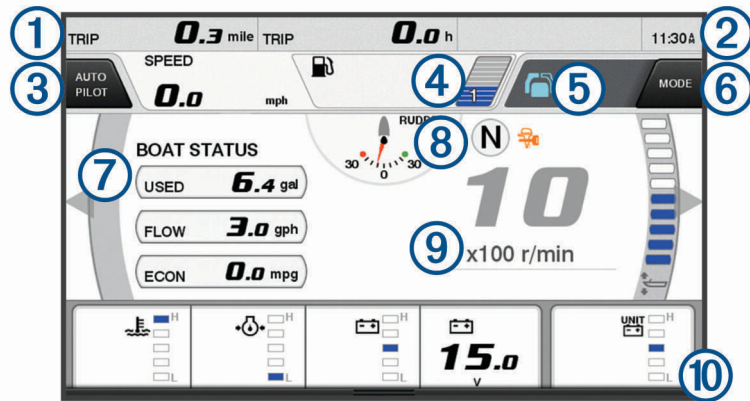 1 TRIP 0.3 mile TRIP 0.0 h 11:30A 2
3 AUTO PILOT SPEED 0.0 mph 4 1 5 MODE 6
RUDD
8 N
30 0 30
7 BOAT STATUS
USED 6.4 gal
FLOW 3.0 gph
ECON 0.0 mpg
10
9 x100 r/min
H L
H L
H L
15.0
V
UNIT
H L
10